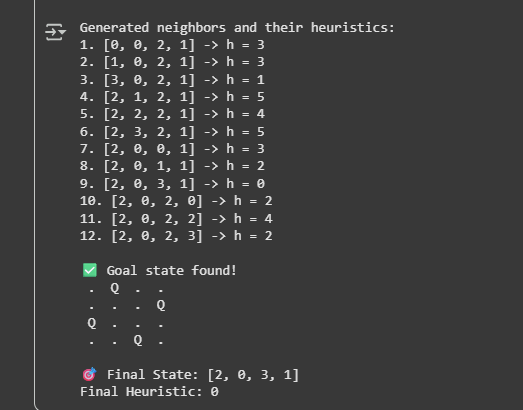 Generated neighbors and their heuristics:
1. [0, 0, 2, 1] -> h = 3
2. [1, 0, 2, 1] -> h = 3
3. [3, 0, 2, 1] -> h = 1
4. [2, 1, 2, 1] -> h = 5
5. [2, 2, 2, 1] -> h = 4
6. [2, 3, 2, 1] -> h = 5
7. [2, 0, 0, 1] -> h = 3
8. [2, 0, 1, 1] -> h = 2
9. [2, 0, 3, 1] -> h = 0
10. [2, 0, 2, 0] -> h = 2
11. [2, 0, 2, 2] -> h = 4
12. [2, 0, 2, 3] -> h = 2
✅ Goal state found!
. Q . .
. . . Q
Q . . .
. . Q .
🎯 Final State: [2, 0, 3, 1]
Final Heuristic: 0